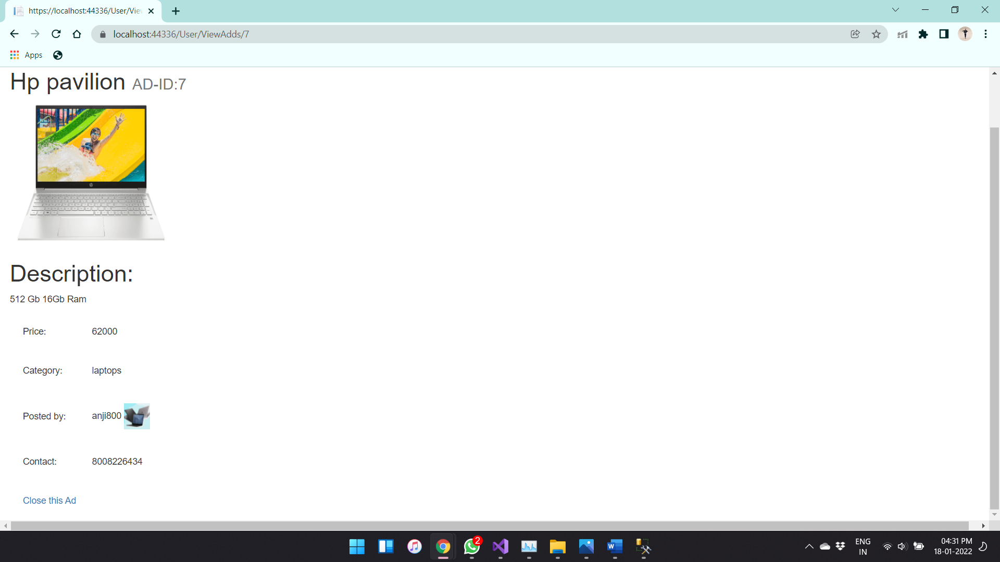 https://localhost:44336/User/Vie
localhost:44336/User/ViewAdds/7
Apps
Hp pavilion AD-ID:7
Description:
512 Gb 16Gb Ram
Price: 62000
Category: laptops
Posted by: anji800
Contact: 8008226434
Close this Ad
2
ENG
IN
04:31 PM
18-01-2022